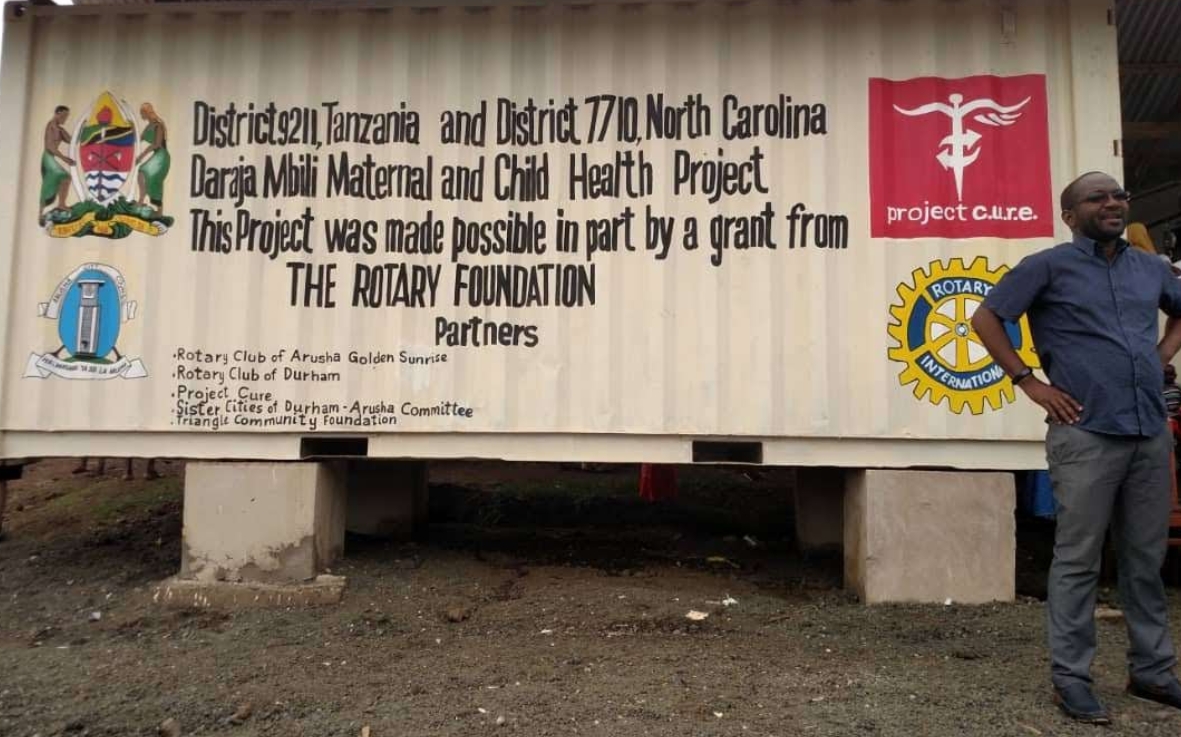 District 9211, Tanzania and District 7710, North Carolina
Daraja Mbili Maternal and Child Health Project
This Project was made possible in part by a grant from
THE ROTARY FOUNDATION
Partners
.Rotary Club of Arusha Golden Sunrise
.Rotary Club of Durham
.Project Cure
.Sister Cities of Durham-Arusha Committee
.Triangle Community Foundation
project c.u.r.e.
ROTARY
INTERNATIONAL